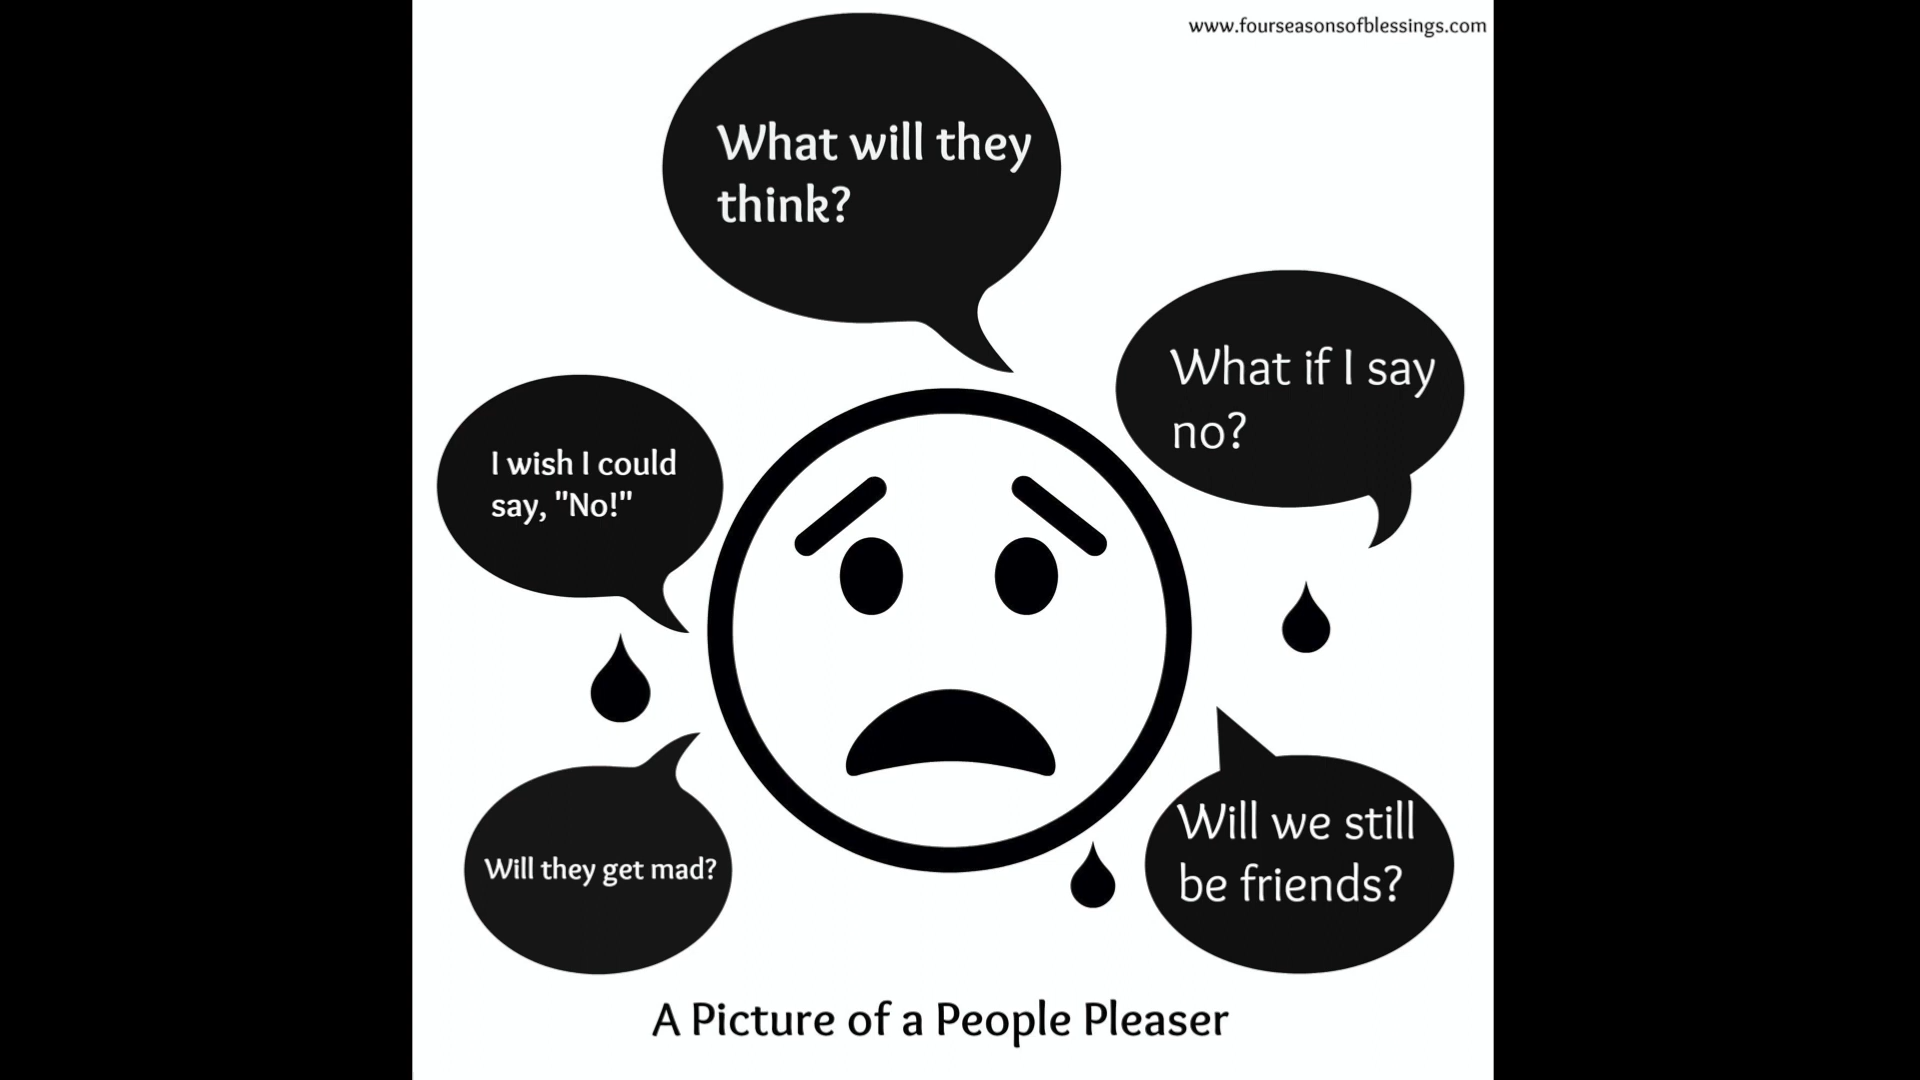 www.fourseasonsofblessings.com
What will they
think?
What if I say
no?
I wish I could
say, "No!"
Will they get mad?
Will we still
be friends?
A Picture of a People Pleaser